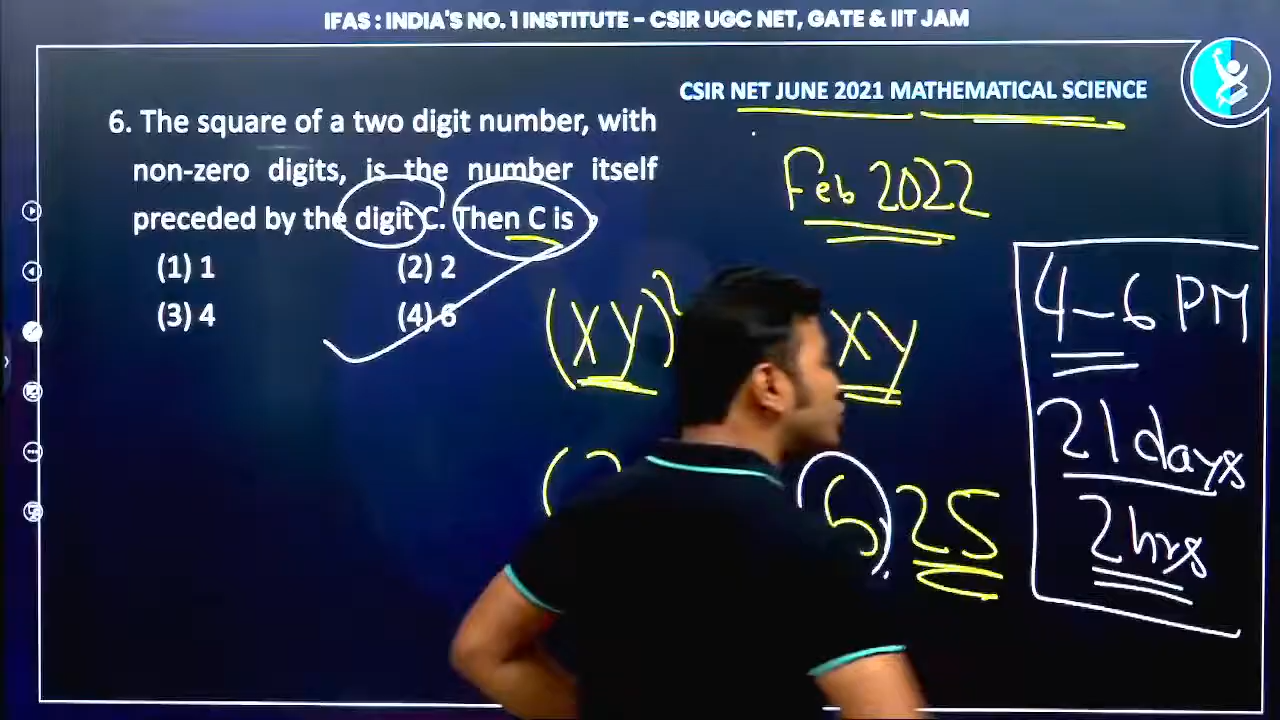 IFAS : INDIA'S NO. 1 INSTITUTE - CSIR UGC NET, GATE & IIT JAM
CSIR NET JUNE 2021 MATHEMATICAL SCIENCE
6. The square of a two digit number, with
non-zero digits, is the number itself
preceded by the digit C. Then C is
(1) 1 (2) 2
(3) 4 (4) 6
Feb 2022
(XY)² XY
( 2 6 25
4-6 PM
21 days
2 hrs